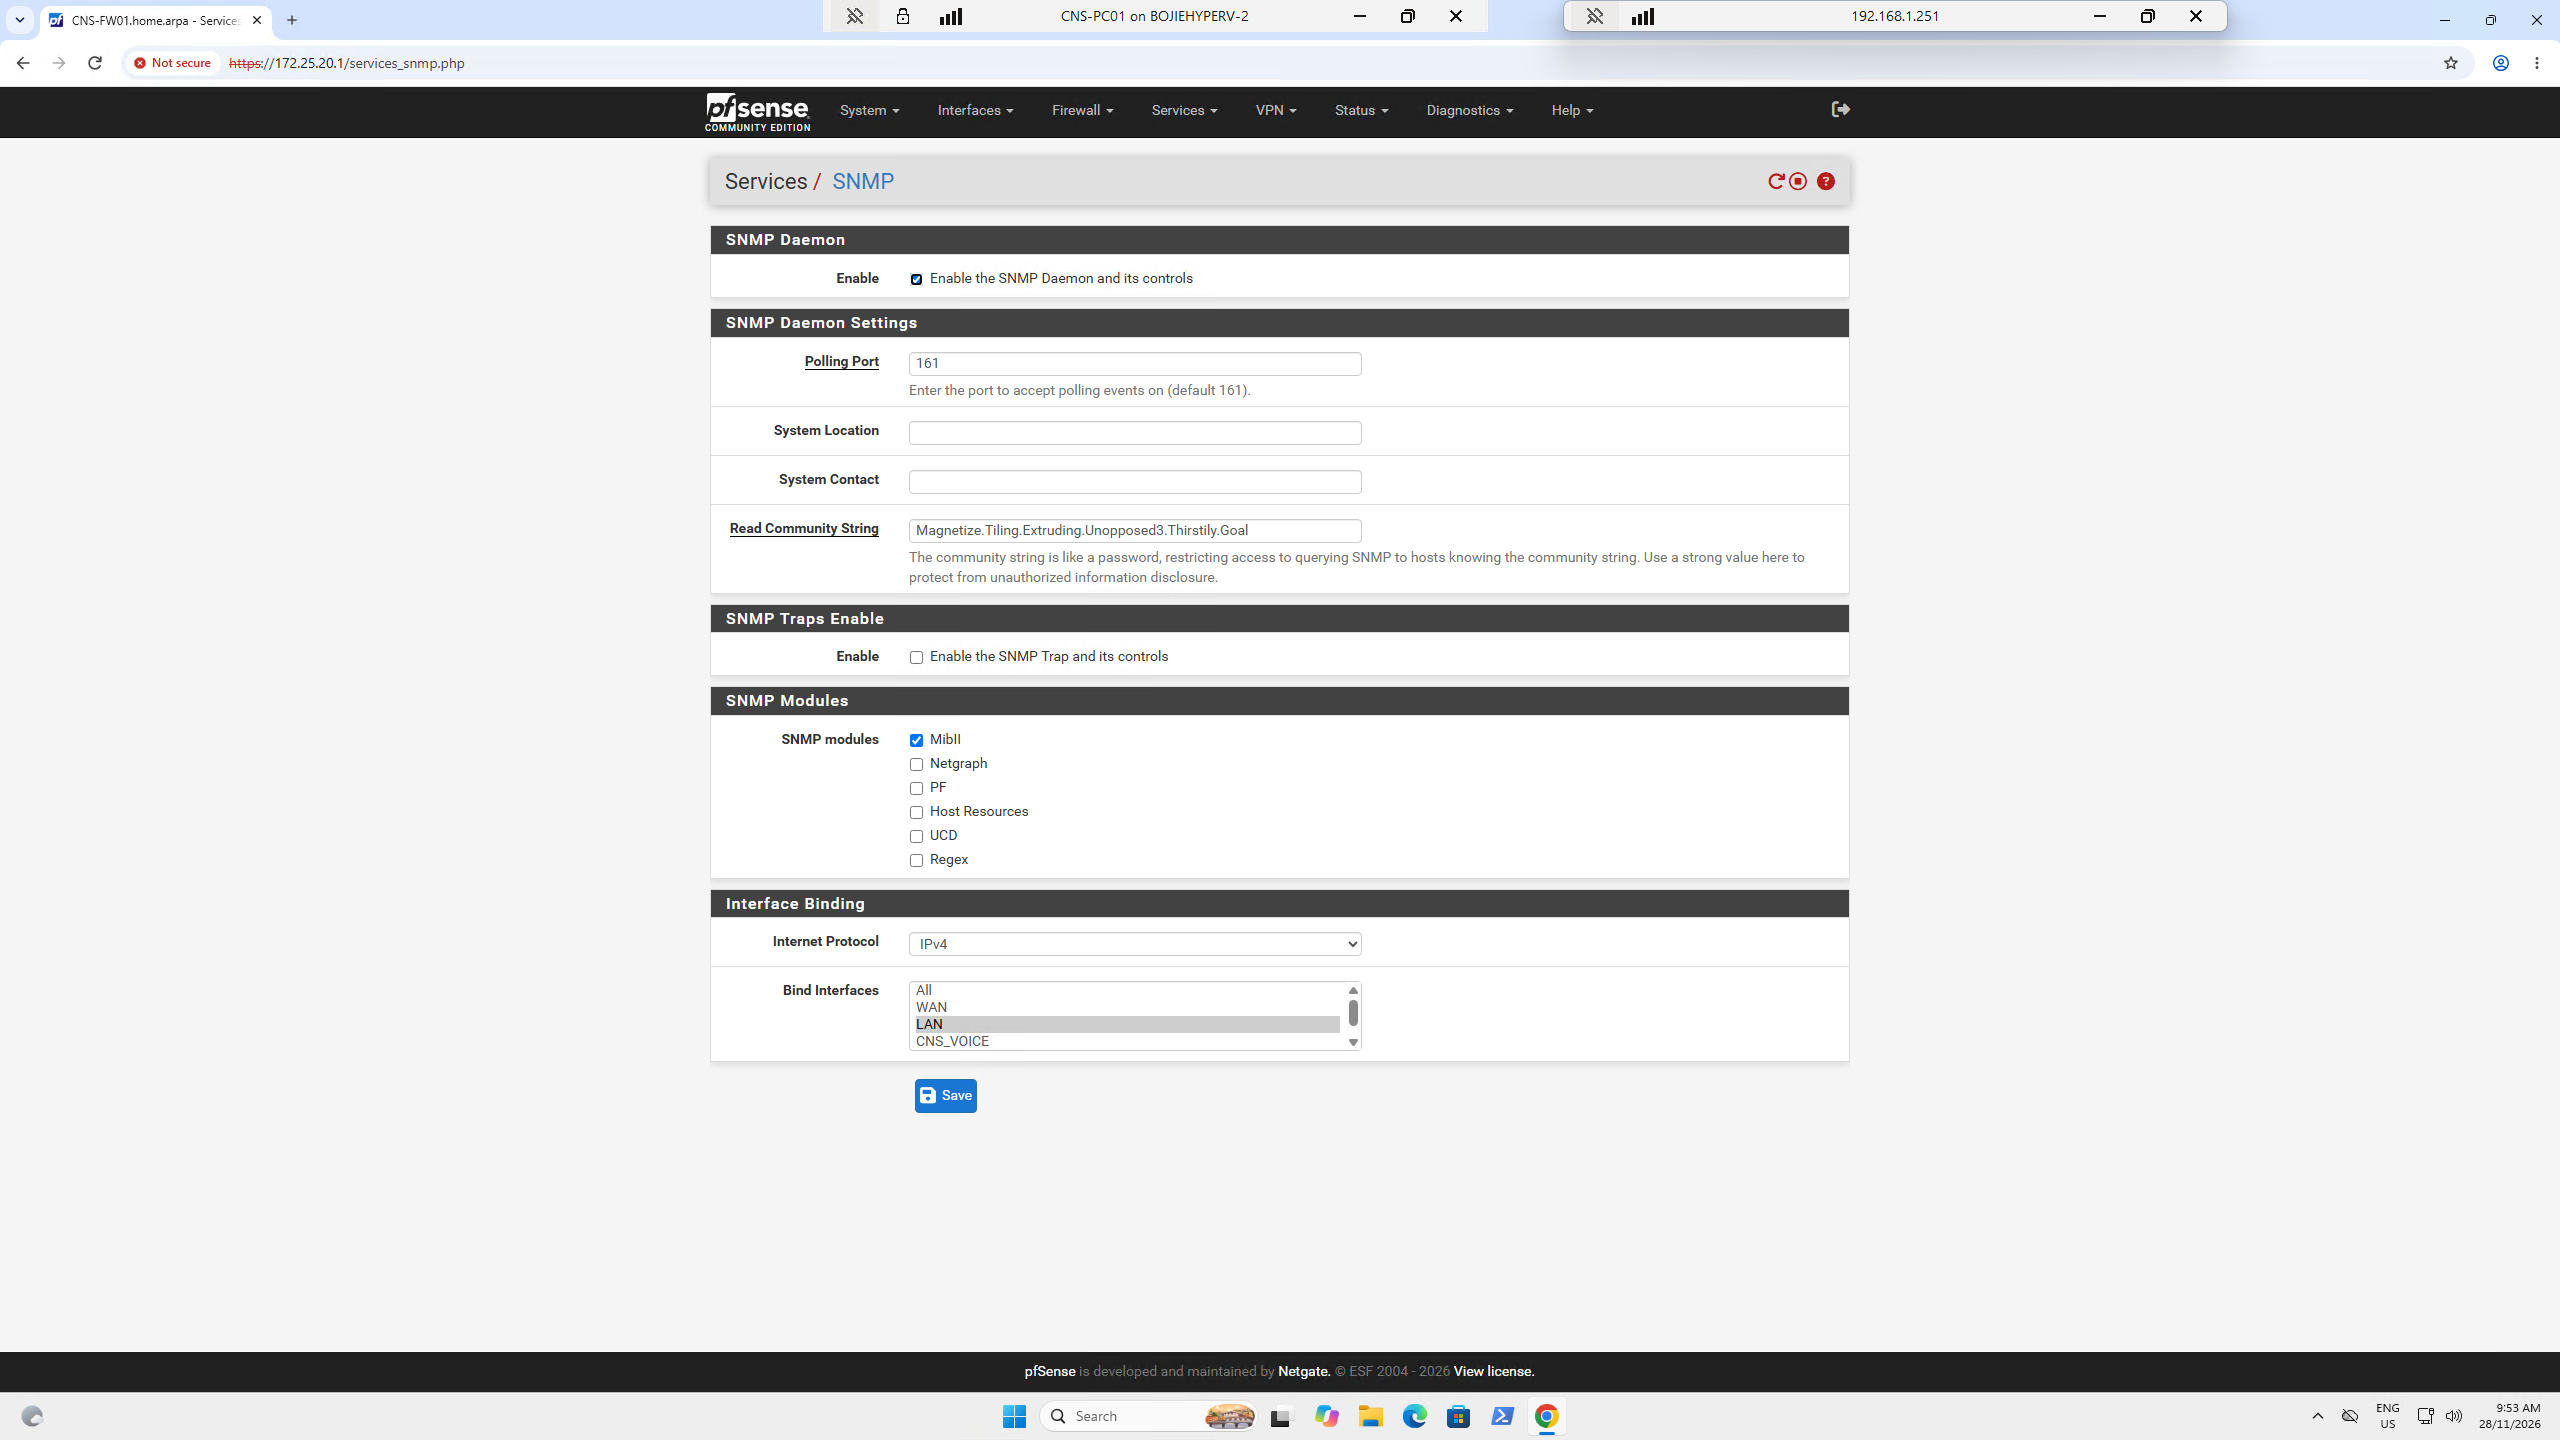 CNS-FW01.home.arpa - Services
CNS-PC01 on BOJIEHYPERV-2
192.168.1.251
Not secure
https://172.25.20.1/services_snmp.php
pfsense
COMMUNITY EDITION
System
Interfaces
Firewall
Services
VPN
Status
Diagnostics
Help
Services / SNMP
SNMP Daemon
Enable
Enable the SNMP Daemon and its controls
SNMP Daemon Settings
Polling Port
161
Enter the port to accept polling events on (default 161).
System Location
System Contact
Read Community String
Magnetize.Tiling.Extruding.Unopposed3.Thirstily.Goal
The community string is like a password, restricting access to querying SNMP to hosts knowing the community string. Use a strong value here to
protect from unauthorized information disclosure.
SNMP Traps Enable
Enable
Enable the SNMP Trap and its controls
SNMP Modules
SNMP modules
MibII
Netgraph
PF
Host Resources
UCD
Regex
Interface Binding
Internet Protocol
IPv4
Bind Interfaces
All
WAN
LAN
CNS_VOICE
Save
pfSense is developed and maintained by Netgate. © ESF 2004 - 2026 View license.
Search
ENG
US
9:53 AM
28/11/2026